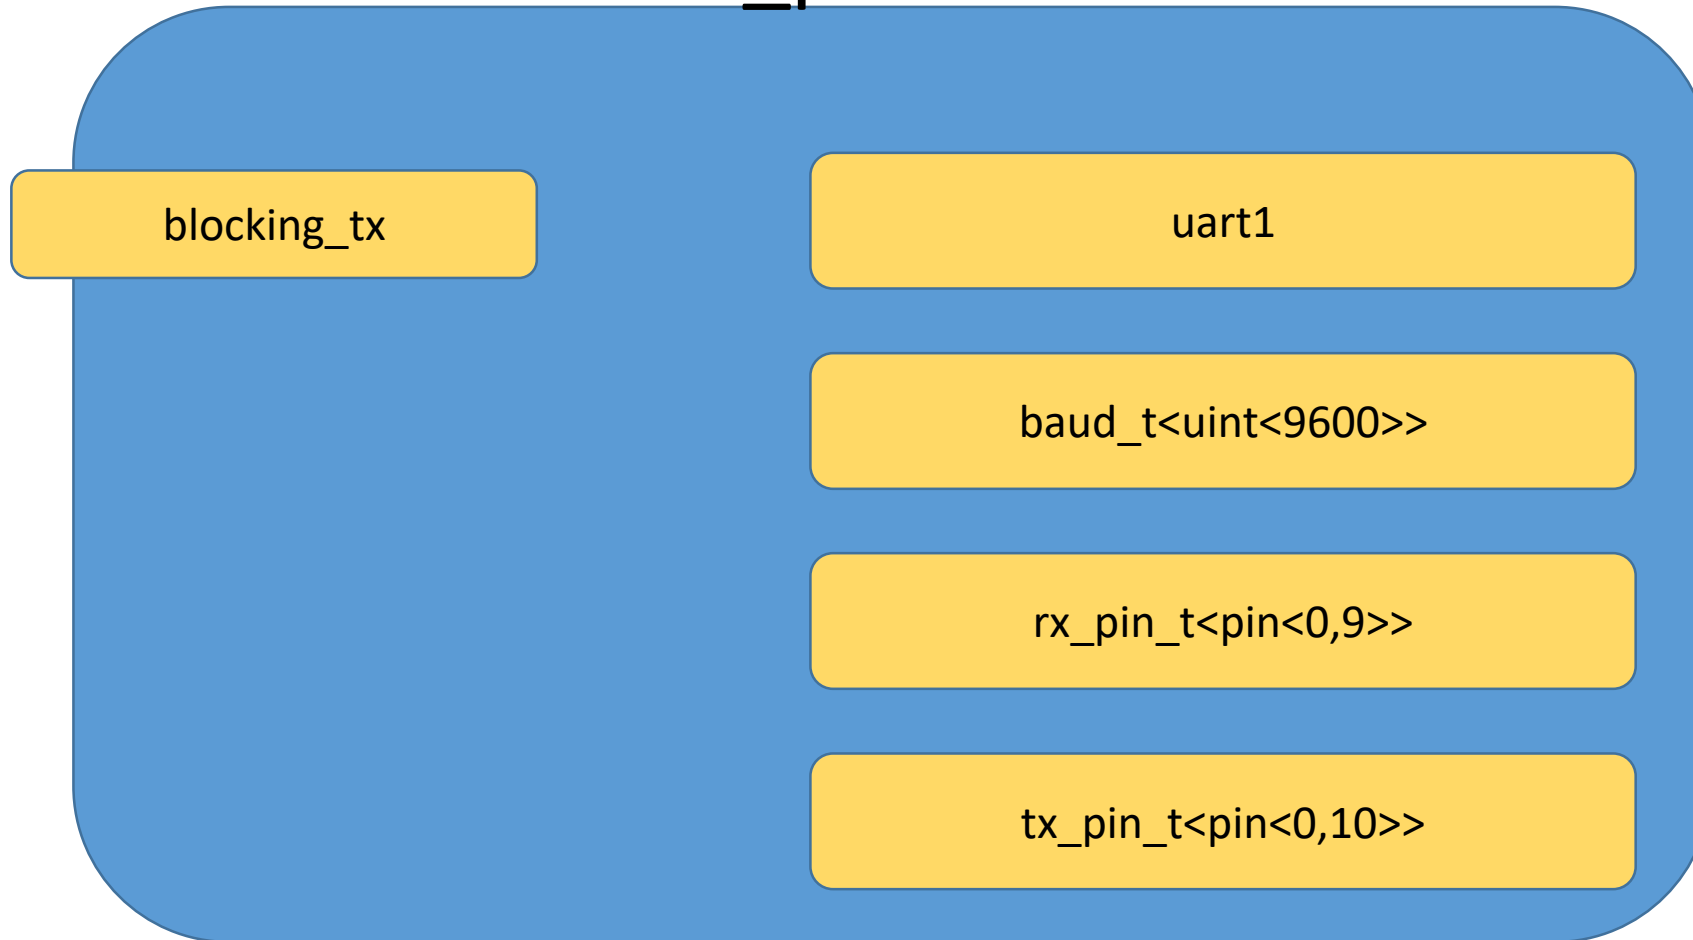 blocking_tx
uart1
baud_t<uint<9600>>
rx_pin_t<pin<0,9>>
tx_pin_t<pin<0,10>>